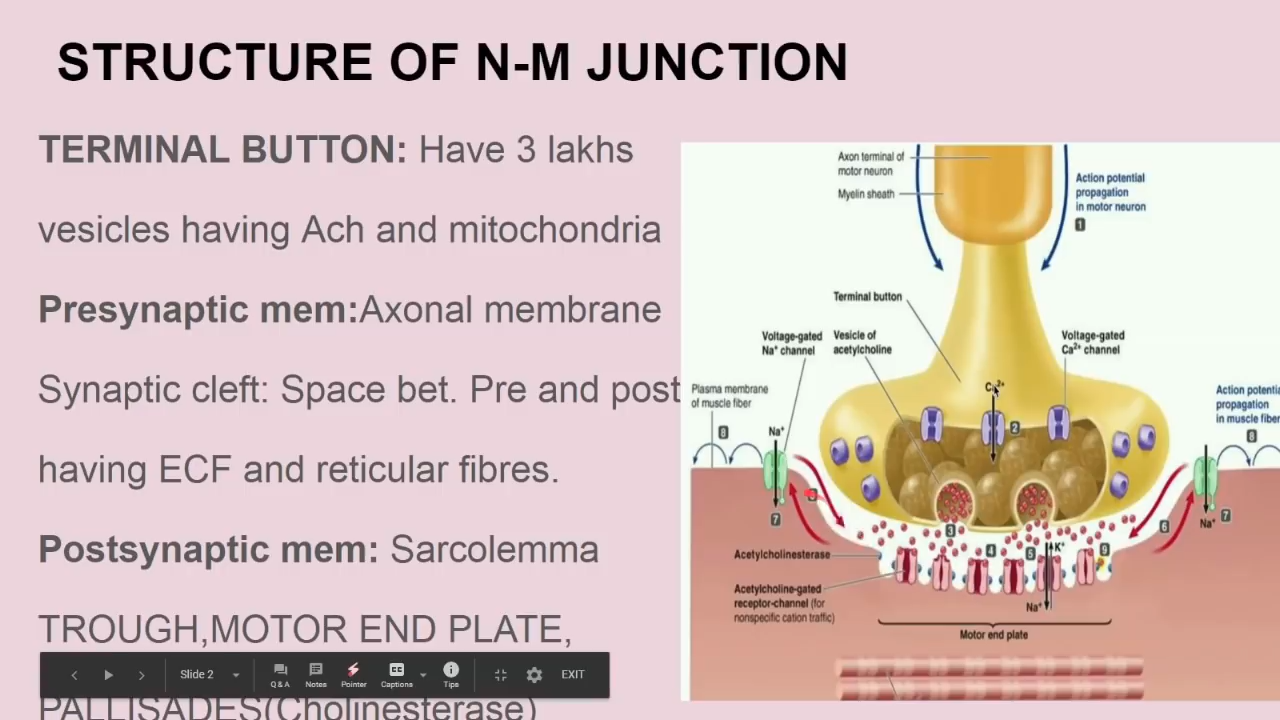 STRUCTURE OF N-M JUNCTION
TERMINAL BUTTON: Have 3 lakhs
vesicles having Ach and mitochondria
Presynaptic mem:Axonal membrane
Synaptic cleft: Space bet. Pre and post
having ECF and reticular fibres.
Postsynaptic mem: Sarcolemma
TROUGH,MOTOR END PLATE,
PALLISADES(Cholinesterase)
Axon terminal of
motor neuron
Myelin sheath
Action potential
propagation
in motor neuron
1
Terminal button
Voltage-gated
Na⁺ channel
Vesicle of
acetylcholine
Voltage-gated
Ca²⁺ channel
Plasma membrane
of muscle fiber
Ca²⁺
Action potential
propagation
in muscle fiber
8
Na⁺
2
8
7
3
4
5
K⁺
9
6
Na⁺
7
Acetylcholinesterase
Acetylcholine-gated
receptor-channel (for
nonspecific cation traffic)
Na⁺
Motor end plate
Slide 2
Q & A
Notes
Pointer
CC
Captions
Tips
EXIT